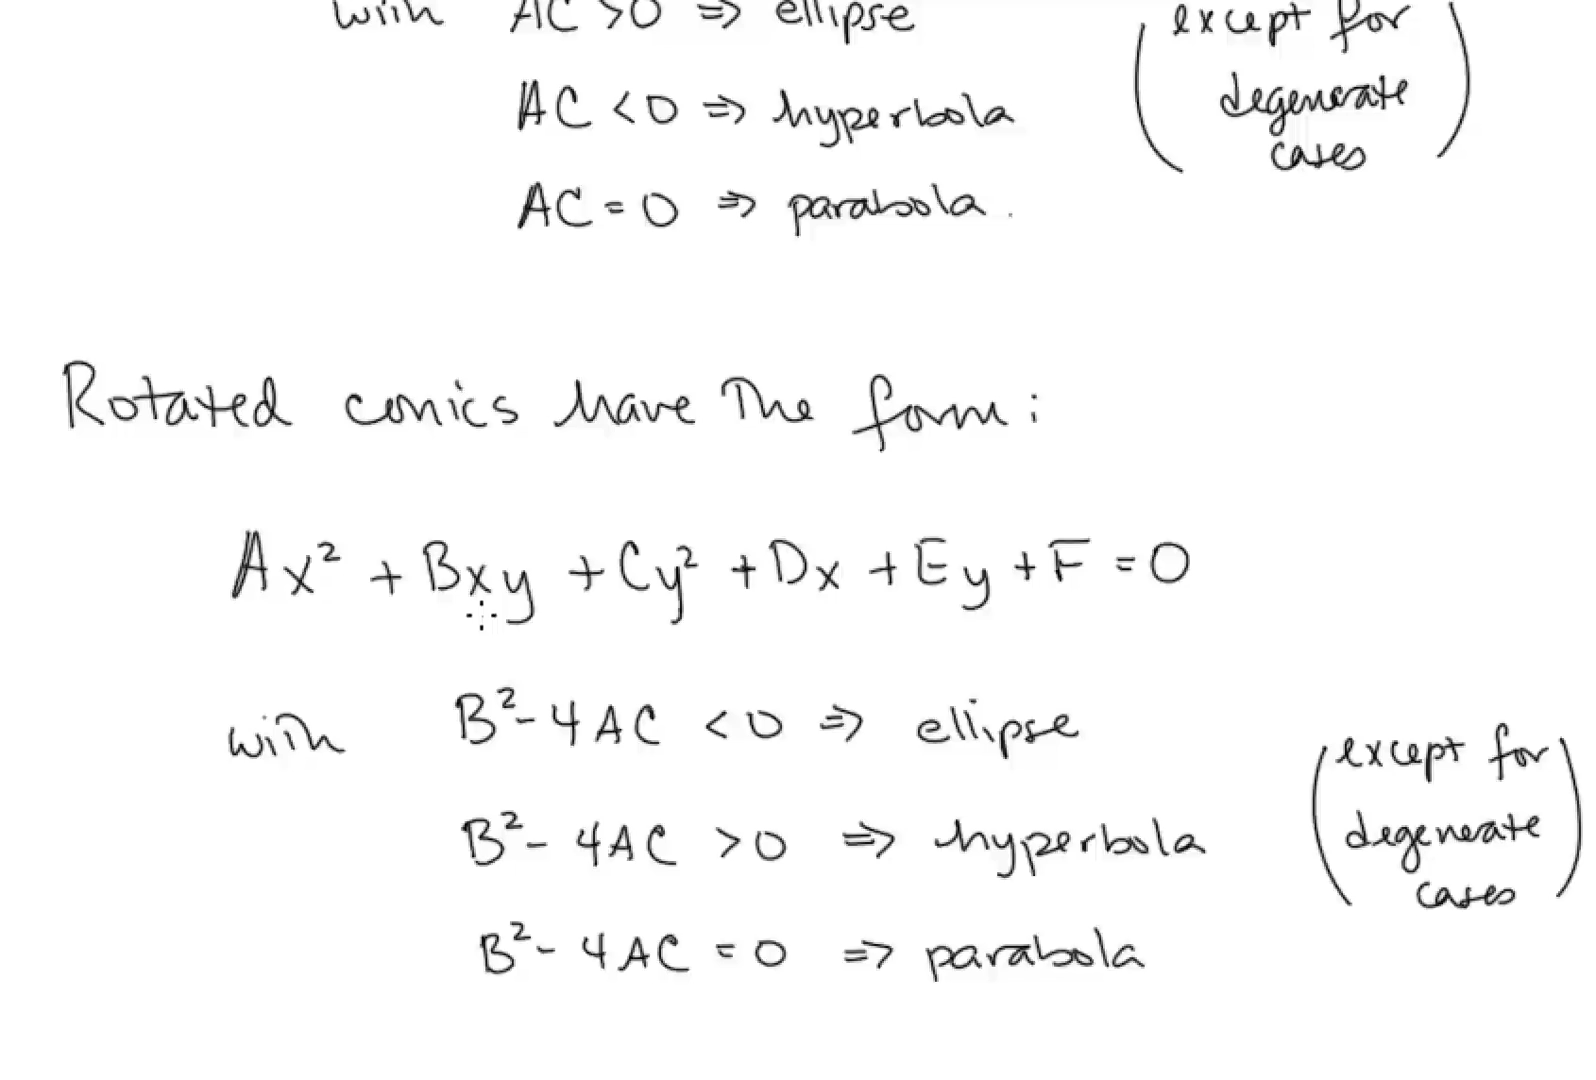 with AC > 0 ⇒ ellipse
AC < 0 ⇒ hyperbola
AC = 0 ⇒ parabola.
(except for
degenerate
cases)
Rotated conics have the form:
Ax² + Bxy + Cy² + Dx + Ey + F = 0
with B² - 4AC < 0 ⇒ ellipse
B² - 4AC > 0 ⇒ hyperbola
B² - 4AC = 0 ⇒ parabola
(except for
degenerate
cases)